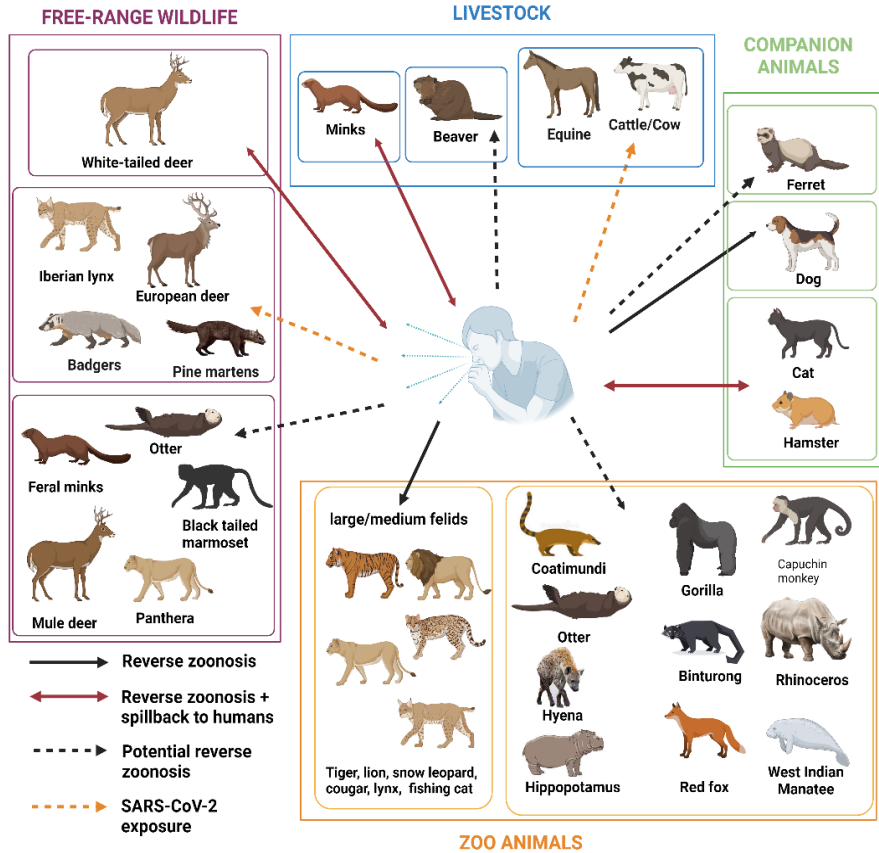 FREE-RANGE WILDLIFE
White-tailed deer
Iberian lynx
European deer
Badgers
Pine martens
Otter
Feral minks
Black tailed
marmoset
Mule deer
Panthera
LIVESTOCK
Minks
Beaver
Equine
Cattle/Cow
COMPANION
ANIMALS
Ferret
Dog
Cat
Hamster
large/medium felids
Tiger, lion, snow leopard,
cougar, lynx, fishing cat
Coatimundi
Gorilla
Capuchin
monkey
Otter
Binturong
Rhinoceros
Hyena
Hippopotamus
Red fox
West Indian
Manatee
ZOO ANIMALS
Reverse zoonosis
Reverse zoonosis +
spillback to humans
Potential reverse
zoonosis
SARS-CoV-2
exposure